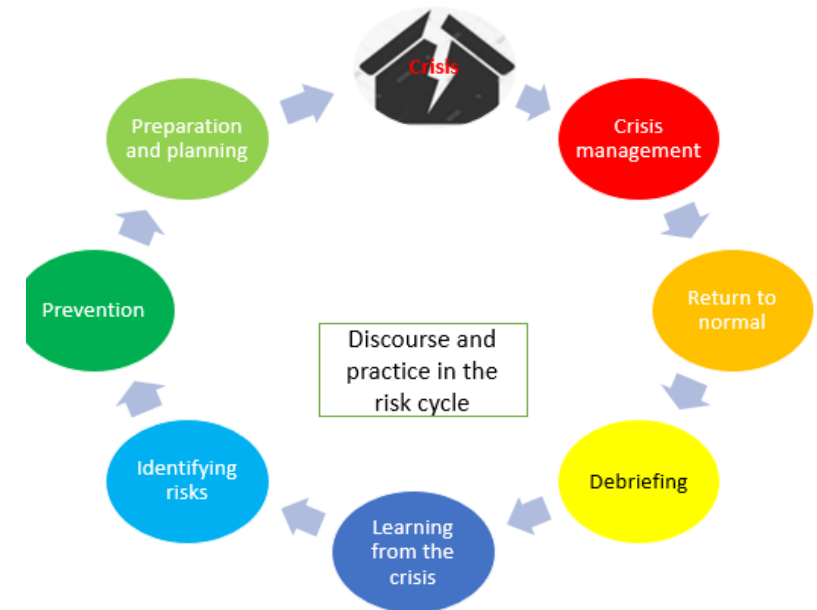 Crisis
Crisis
management
Return to
normal
Debriefing
Learning
from the
crisis
Identifying
risks
Prevention
Preparation
and planning
Discourse and
practice in the
risk cycle